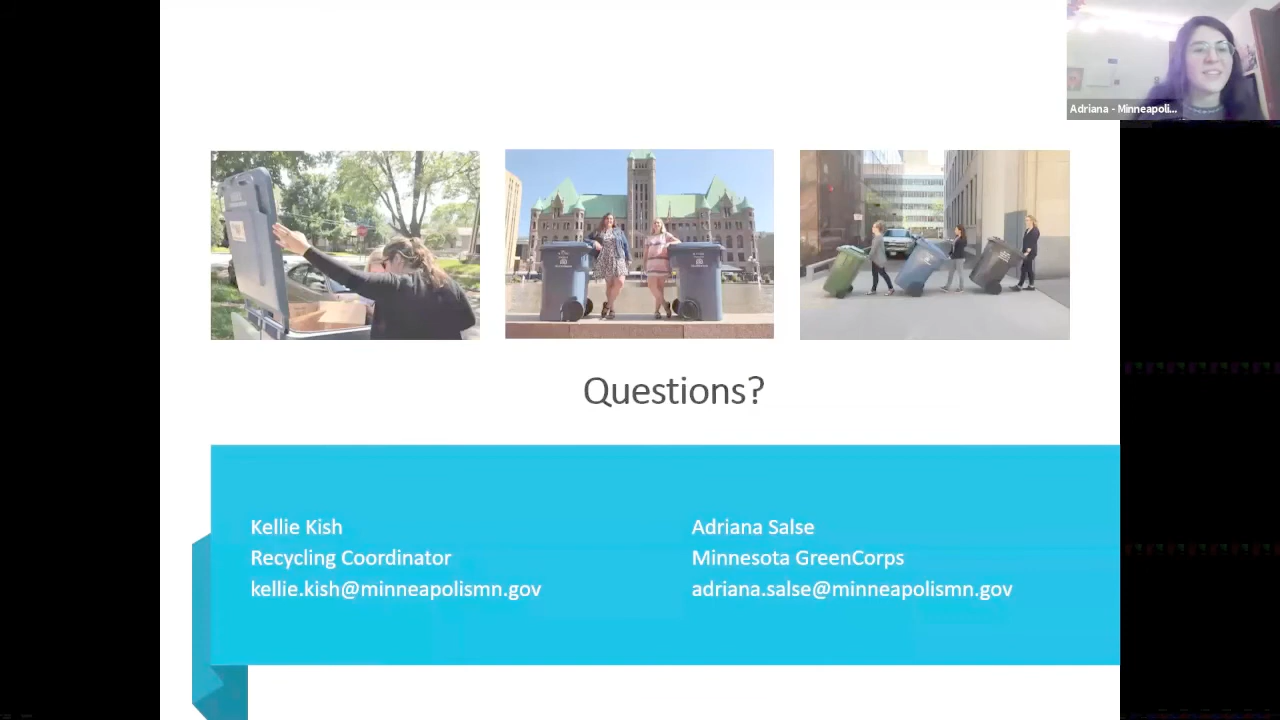 Adriana - Minneapoli...
Questions?
Kellie Kish
Recycling Coordinator
kellie.kish@minneapolismn.gov
Adriana Salse
Minnesota GreenCorps
adriana.salse@minneapolismn.gov